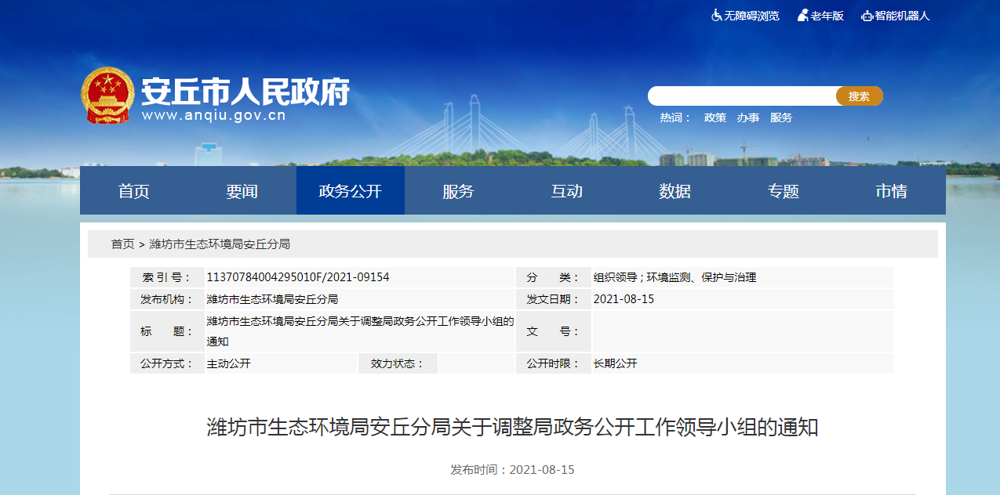 无障碍浏览 老年版 智能机器人
安丘市人民政府
www.anqiu.gov.cn
搜索
热词： 政策 办事 服务
首页 要闻 政务公开 服务 互动 数据 专题 市情
首页 > 潍坊市生态环境局安丘分局
索 引 号： 11370784004295010F/2021-09154 分 类： 组织领导 ; 环境监测、保护与治理
发布机构： 潍坊市生态环境局安丘分局 发文日期： 2021-08-15
标 题： 潍坊市生态环境局安丘分局关于调整局政务公开工作领导小组的 文 号：
通知
公开方式： 主动公开 效力状态： 公开时限： 长期公开
潍坊市生态环境局安丘分局关于调整局政务公开工作领导小组的通知
发布时间：2021-08-15